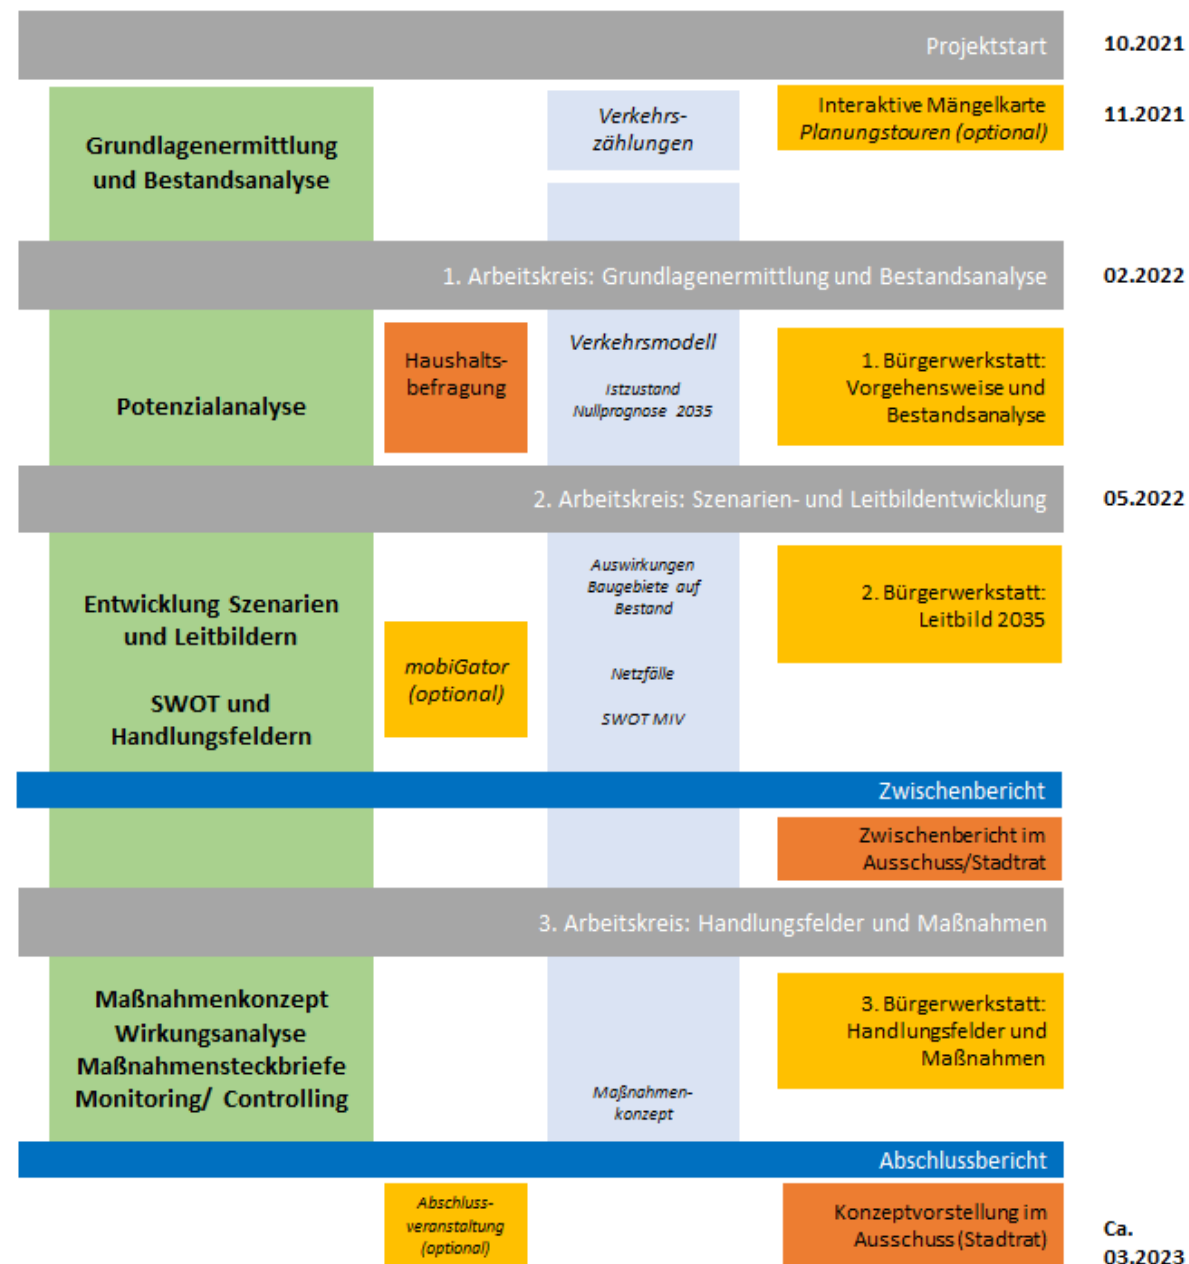 Projektstart
10.2021
Grundlagenermittlung
und Bestandsanalyse
Verkehrs-
zählungen
Interaktive Mängelkarte
Planungstouren (optional)
11.2021
1. Arbeitskreis: Grundlagenermittlung und Bestandsanalyse
02.2022
Potenzialanalyse
Haushalts-
befragung
Verkehrsmodell
Istzustand
Nullprognose 2035
1. Bürgerwerkstatt:
Vorgehensweise und
Bestandsanalyse
2. Arbeitskreis: Szenarien- und Leitbildentwicklung
05.2022
Entwicklung Szenarien
und Leitbildern
SWOT und
Handlungsfeldern
mobiGator
(optional)
Auswirkungen
Baugebiete auf
Bestand
Netzfälle
SWOT MIV
2. Bürgerwerkstatt:
Leitbild 2035
Zwischenbericht
Zwischenbericht im
Ausschuss/Stadtrat
3. Arbeitskreis: Handlungsfelder und Maßnahmen
Maßnahmenkonzept
Wirkungsanalyse
Maßnahmensteckbriefe
Monitoring/ Controlling
Maßnahmen-
konzept
3. Bürgerwerkstatt:
Handlungsfelder und
Maßnahmen
Abschlussbericht
Abschluss-
veranstaltung
(optional)
Konzeptvorstellung im
Ausschuss (Stadtrat)
Ca.
03.2023